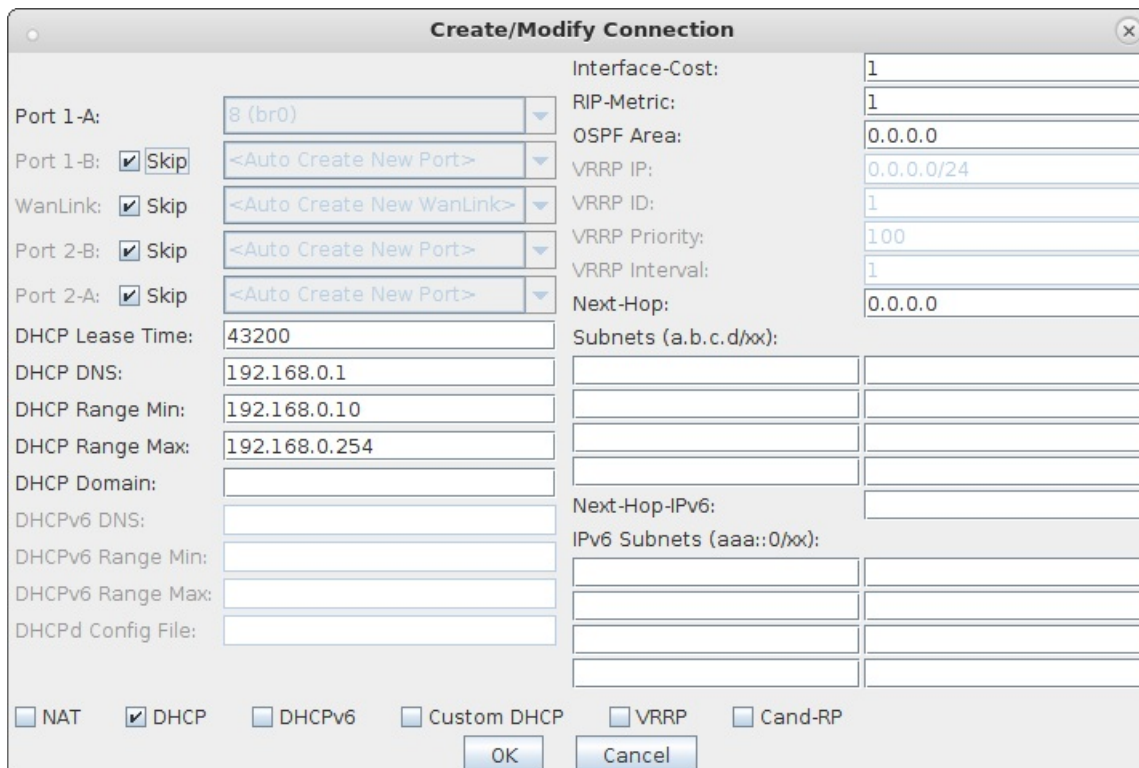 Create/Modify Connection
Port 1-A: 8 (br0)
Port 1-B: Skip <Auto Create New Port>
WanLink: Skip <Auto Create New WanLink>
Port 2-B: Skip <Auto Create New Port>
Port 2-A: Skip <Auto Create New Port>
DHCP Lease Time: 43200
DHCP DNS: 192.168.0.1
DHCP Range Min: 192.168.0.10
DHCP Range Max: 192.168.0.254
DHCP Domain:
DHCPv6 DNS:
DHCPv6 Range Min:
DHCPv6 Range Max:
DHCPd Config File:
Interface-Cost: 1
RIP-Metric: 1
OSPF Area: 0.0.0.0
VRRP IP: 0.0.0.0/24
VRRP ID: 1
VRRP Priority: 100
VRRP Interval: 1
Next-Hop: 0.0.0.0
Subnets (a.b.c.d/xx):
Next-Hop-IPv6:
IPv6 Subnets (aaa::0/xx):
NAT DHCP DHCPv6 Custom DHCP VRRP Cand-RP
OK Cancel